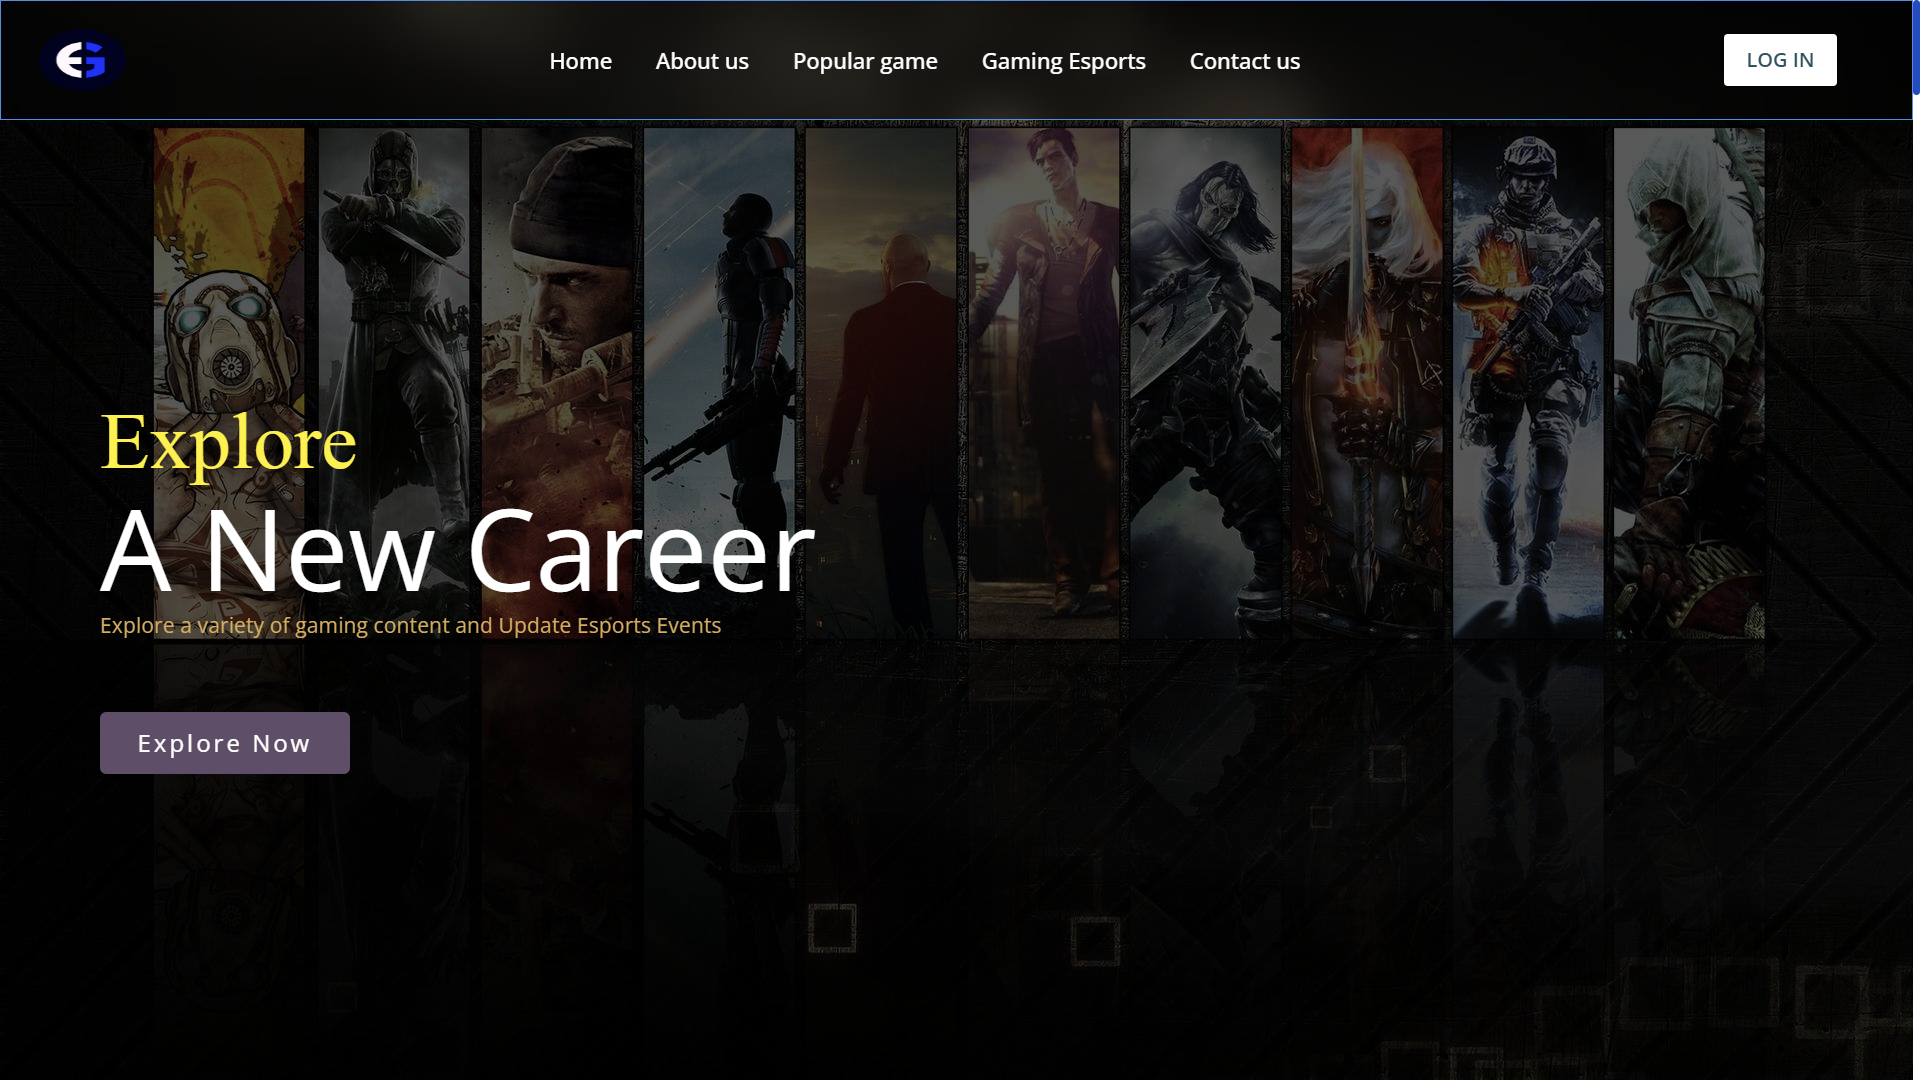 EG
Home
About us
Popular game
Gaming Esports
Contact us
LOG IN
Explore
A New Career
Explore a variety of gaming content and Update Esports Events
Explore Now